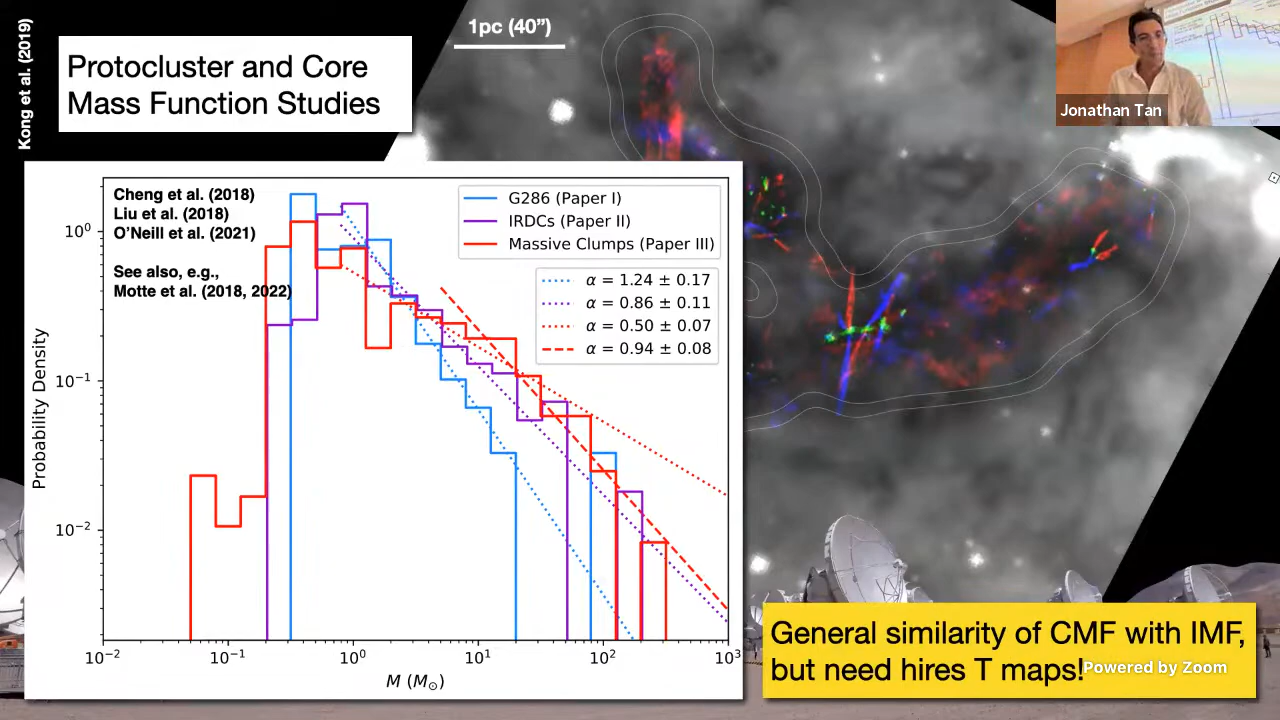 Kong et al. (2019)
Protocluster and Core
Mass Function Studies
1pc (40”)
Jonathan Tan
Cheng et al. (2018)
Liu et al. (2018)
O’Neill et al. (2021)
See also, e.g.,
Motte et al. (2018, 2022)
G286 (Paper I)
IRDCs (Paper II)
Massive Clumps (Paper III)
α = 1.24 ± 0.17
α = 0.86 ± 0.11
α = 0.50 ± 0.07
α = 0.94 ± 0.08
Probability Density
10⁰
10⁻¹
10⁻²
10⁻² 10⁻¹ 10⁰ 10¹ 10² 10³
M (M⊙)
General similarity of CMF with IMF,
but need hires T maps!
Powered by Zoom